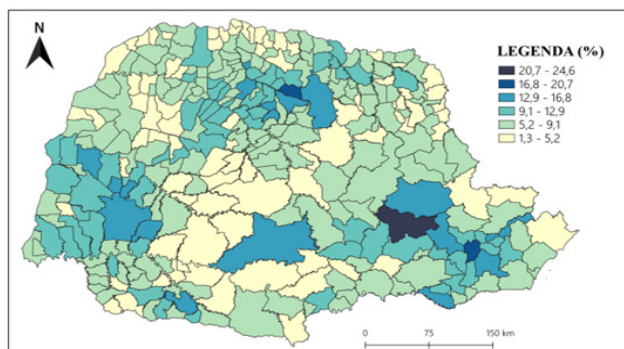 N
LEGENDA (%)
20,7 - 24,6
16,8 - 20,7
12,9 - 16,8
9,1 - 12,9
5,2 - 9,1
1,3 - 5,2
0 75 150 km